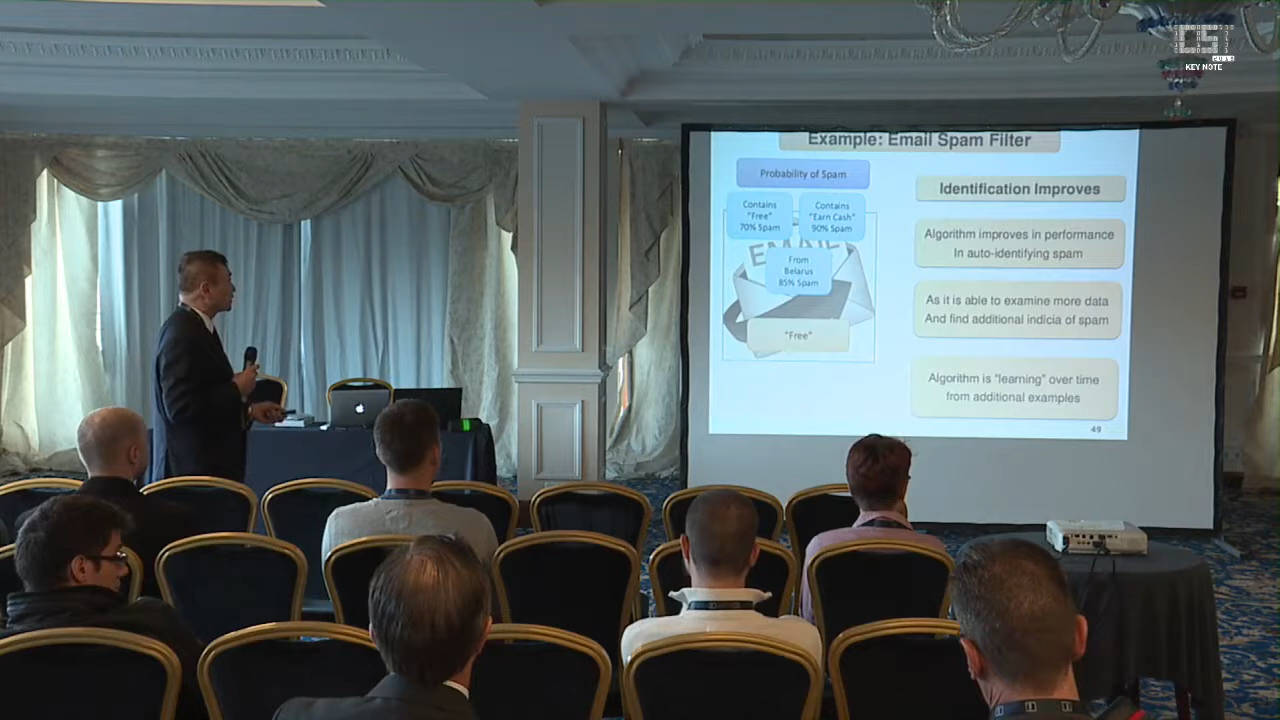 KEY NOTE
Example: Email Spam Filter
Probability of Spam
Contains
"Free"
70% Spam
Contains
"Earn Cash"
90% Spam
From
Belarus
85% Spam
"Free"
Identification Improves
Algorithm improves in performance
In auto-identifying spam
As it is able to examine more data
And find additional indicia of spam
Algorithm is "learning" over time
from additional examples
49